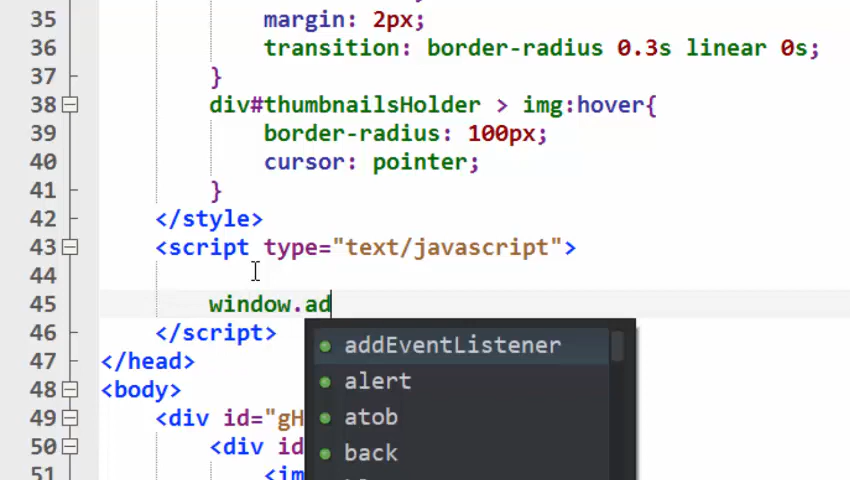 35 margin: 2px;
36 transition: border-radius 0.3s linear 0s;
37 }
38 div#thumbnailsHolder > img:hover{
39 border-radius: 100px;
40 cursor: pointer;
41 }
42 </style>
43 <script type="text/javascript">
44
45 window.ad
46 </script>
addEventListener
47 </head>
alert
48 <body>
49 <div id="gH
atob
50 <div id
back
51 <im